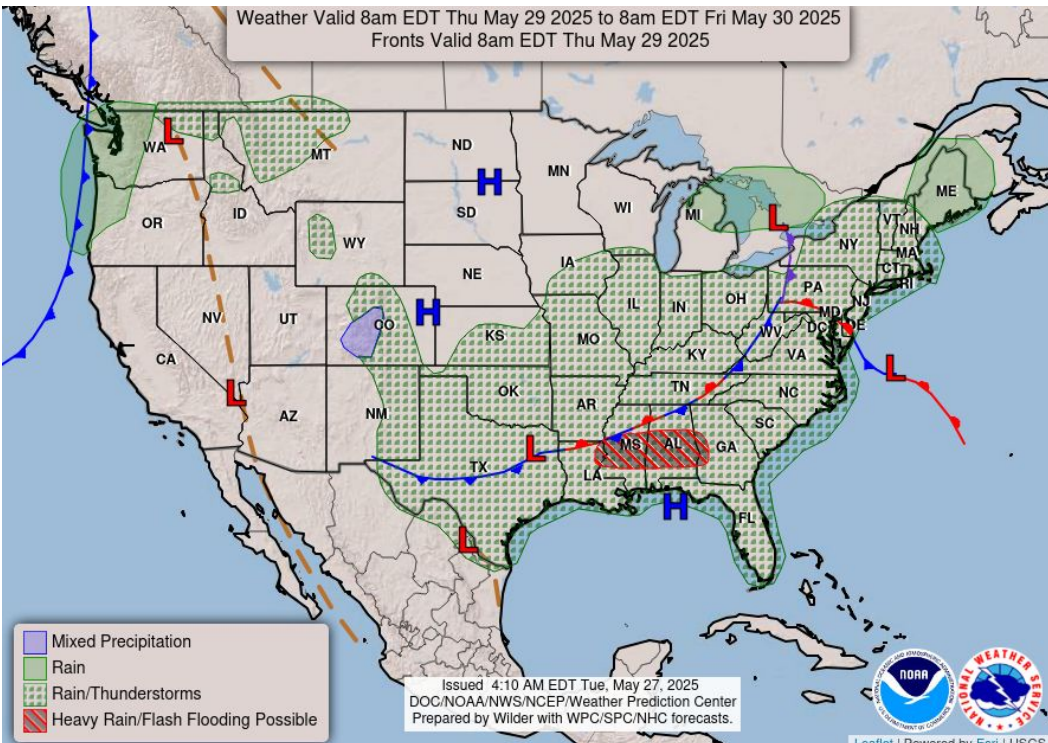 Weather Valid 8am EDT Thu May 29 2025 to 8am EDT Fri May 30 2025
Fronts Valid 8am EDT Thu May 29 2025
WA
MT
ND
MN
OR
ID
WY
SD
WI
MI
ME
VT
NH
NY
MA
CT
RI
NV
UT
CO
NE
IA
IL
IN
OH
PA
NJ
MD
DE
DC
WV
VA
KS
MO
KY
CA
AZ
NM
OK
AR
TN
NC
SC
TX
LA
MS
AL
GA
FL
L
H
L
H
L
L
L
L
L
H
Mixed Precipitation
Rain
Rain/Thunderstorms
Heavy Rain/Flash Flooding Possible
Issued 4:10 AM EDT Tue, May 27, 2025
DOC/NOAA/NWS/NCEP/Weather Prediction Center
Prepared by Wilder with WPC/SPC/NHC forecasts.
NOAA
NATIONAL WEATHER SERVICE
Leaflet | Powered by Esri | USGS